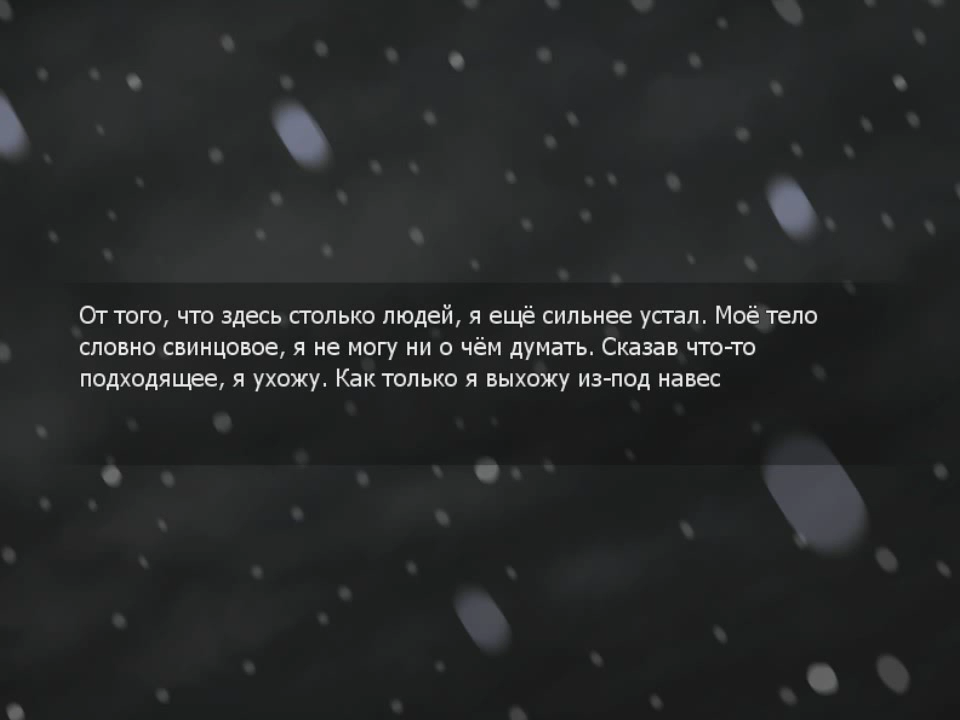 От того, что здесь столько людей, я ещё сильнее устал. Моё тело
словно свинцовое, я не могу ни о чём думать. Сказав что-то
подходящее, я ухожу. Как только я выхожу из-под навес